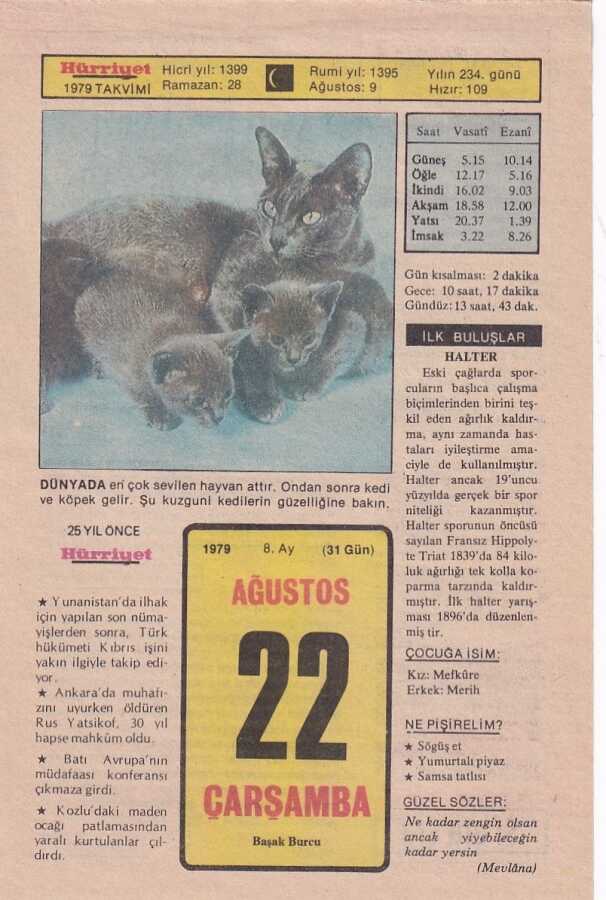 Hürriyet
1979 TAKVİMİ
Hicri yıl: 1399
Ramazan: 28
Rumi yıl: 1395
Ağustos: 9
Yılın 234. günü
Hızır: 109
Saat Vasatî Ezanî
Güneş 5.15 10.14
Öğle 12.17 5.16
İkindi 16.02 9.03
Akşam 18.58 12.00
Yatsı 20.37 1.39
İmsak 3.22 8.26
Gün kısalması: 2 dakika
Gece: 10 saat, 17 dakika
Gündüz: 13 saat, 43 dak.
DÜNYADA en çok sevilen hayvan attır. Ondan sonra kedi
ve köpek gelir. Şu kuzguni kedilerin güzelliğine bakın.
İLK BULUŞLAR
HALTER
Eski çağlarda spor-
cuların başlıca çalışma
biçimlerinden birini teş-
kil eden ağırlık kaldır-
ma, aynı zamanda has-
taları iyileştirme ama-
ciyle de kullanılmıştır.
Halter ancak 19'uncu
yüzyılda gerçek bir spor
niteliği kazanmıştır.
Halter sporunun öncüsü
sayılan Fransız Hippoly-
te Triat 1839'da 84 kilo-
luk ağırlığı tek kolla ko-
parma tarzında kaldır-
mıştır. İlk halter yarış-
ması 1896'da düzenlen-
miştir.
25 YIL ÖNCE
Hürriyet
★ Yunanistan'da ilhak
için yapılan son nüma-
yişlerden sonra, Türk
hükümeti Kıbrıs işini
yakın ilgiyle takip edi-
yor.
★ Ankara'da muhafı-
zını uyurken öldüren
Rus Yatsikof, 30 yıl
hapse mahkûm oldu.
★ Batı Avrupa'nın
müdafaası konferansı
çıkmaza girdi.
★ Kozlu'daki maden
ocağı patlamasından
yaralı kurtulanlar çıl-
dırdı.
1979 8. Ay (31 Gün)
AĞUSTOS
22
ÇARŞAMBA
Başak Burcu
ÇOCUĞA İSİM:
Kız: Mefkûre
Erkek: Merih
NE PİŞİRELİM?
★ Söğüş et
★ Yumurtalı piyaz
★ Samsa tatlısı
GÜZEL SÖZLER:
Ne kadar zengin olsan
ancak yiyebileceğin
kadar yersin
(Mevlâna)